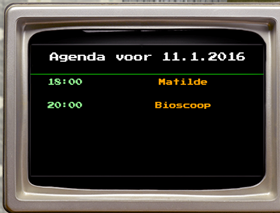 Agenda voor 11.1.2016
18:00 Matilde
20:00 Bioscoop